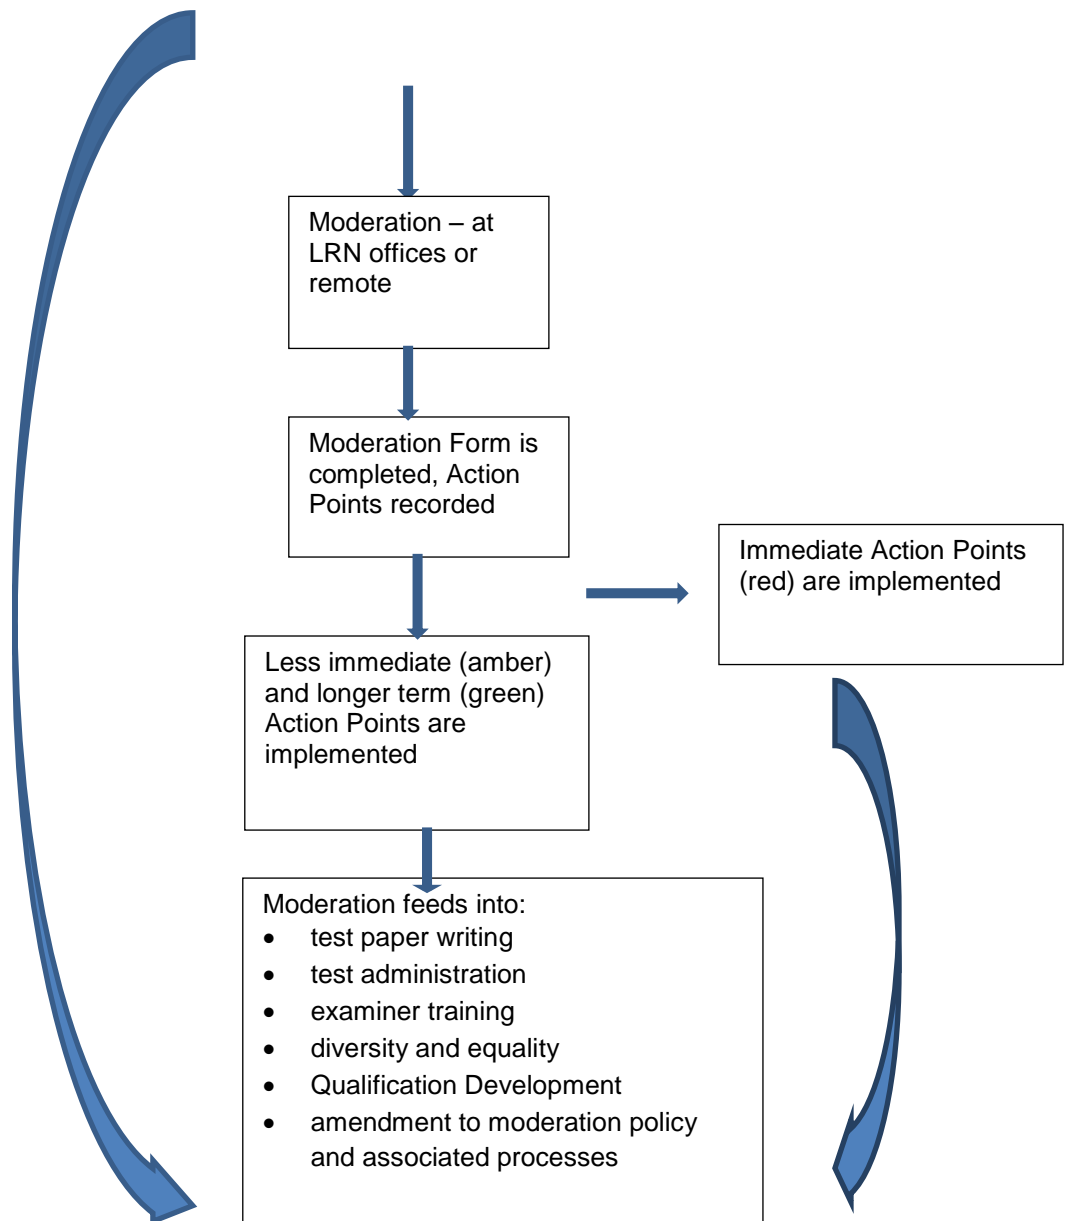 Moderation – at
LRN offices or
remote
Moderation Form is
completed, Action
Points recorded
Immediate Action Points
(red) are implemented
Less immediate (amber)
and longer term (green)
Action Points are
implemented
Moderation feeds into:
• test paper writing
• test administration
• examiner training
• diversity and equality
• Qualification Development
• amendment to moderation policy
and associated processes